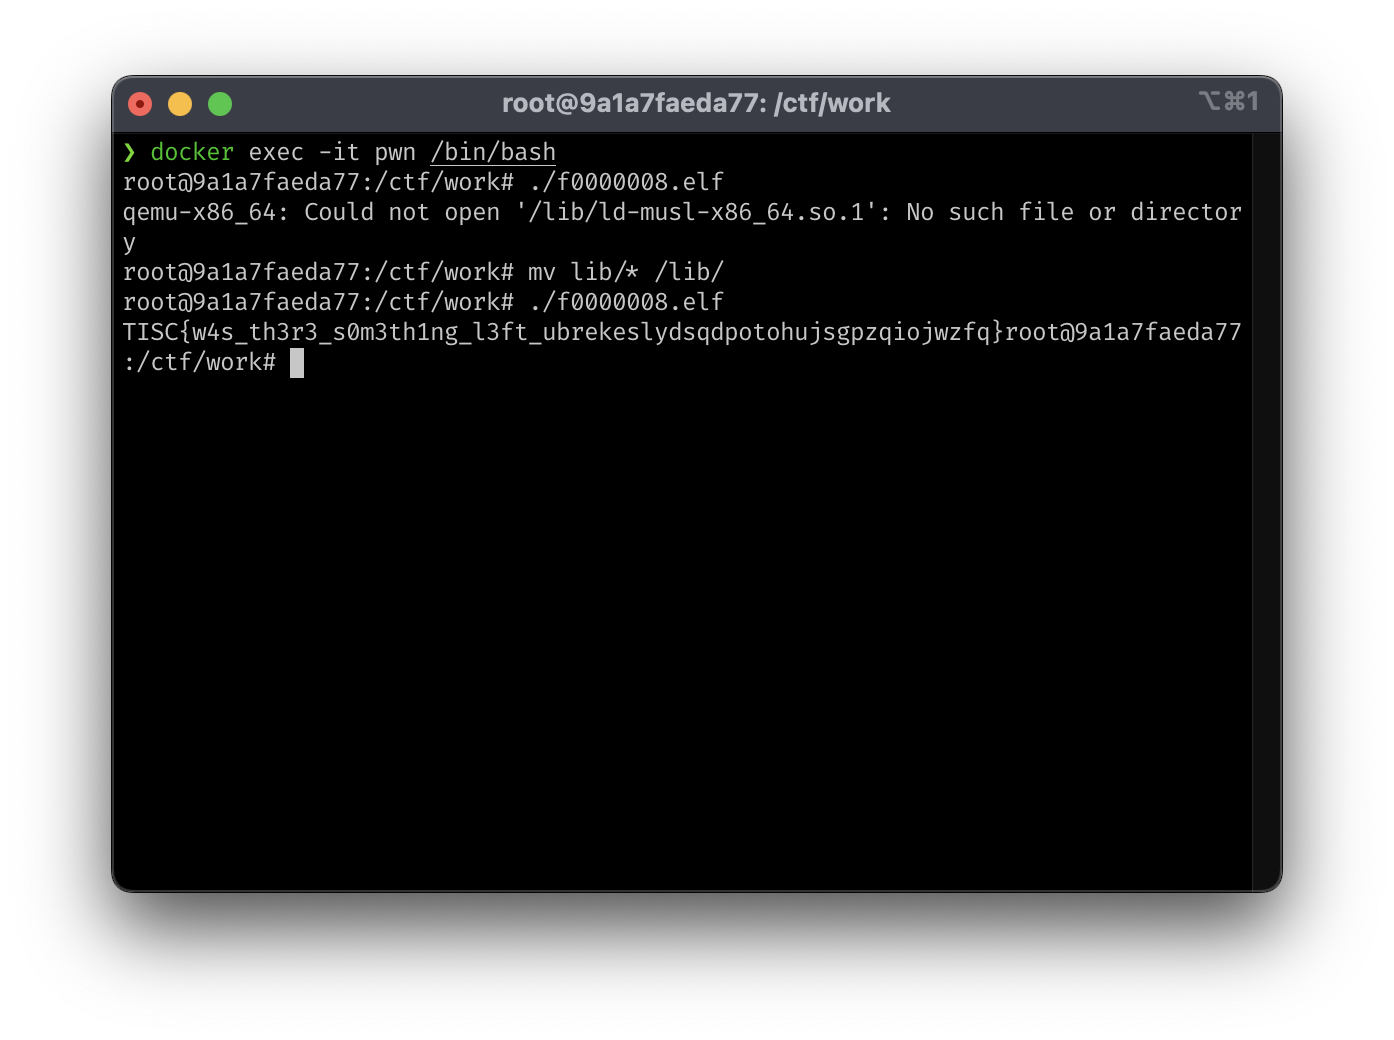 root@9a1a7faeda77: /ctf/work
⌥⌘1
❯ docker exec -it pwn /bin/bash
root@9a1a7faeda77:/ctf/work# ./f0000008.elf
qemu-x86_64: Could not open '/lib/ld-musl-x86_64.so.1': No such file or director
y
root@9a1a7faeda77:/ctf/work# mv lib/* /lib/
root@9a1a7faeda77:/ctf/work# ./f0000008.elf
TISC{w4s_th3r3_s0m3th1ng_l3ft_ubrekeslydsqdpotohujsgpzqiojwzfq}root@9a1a7faeda77
:/ctf/work#